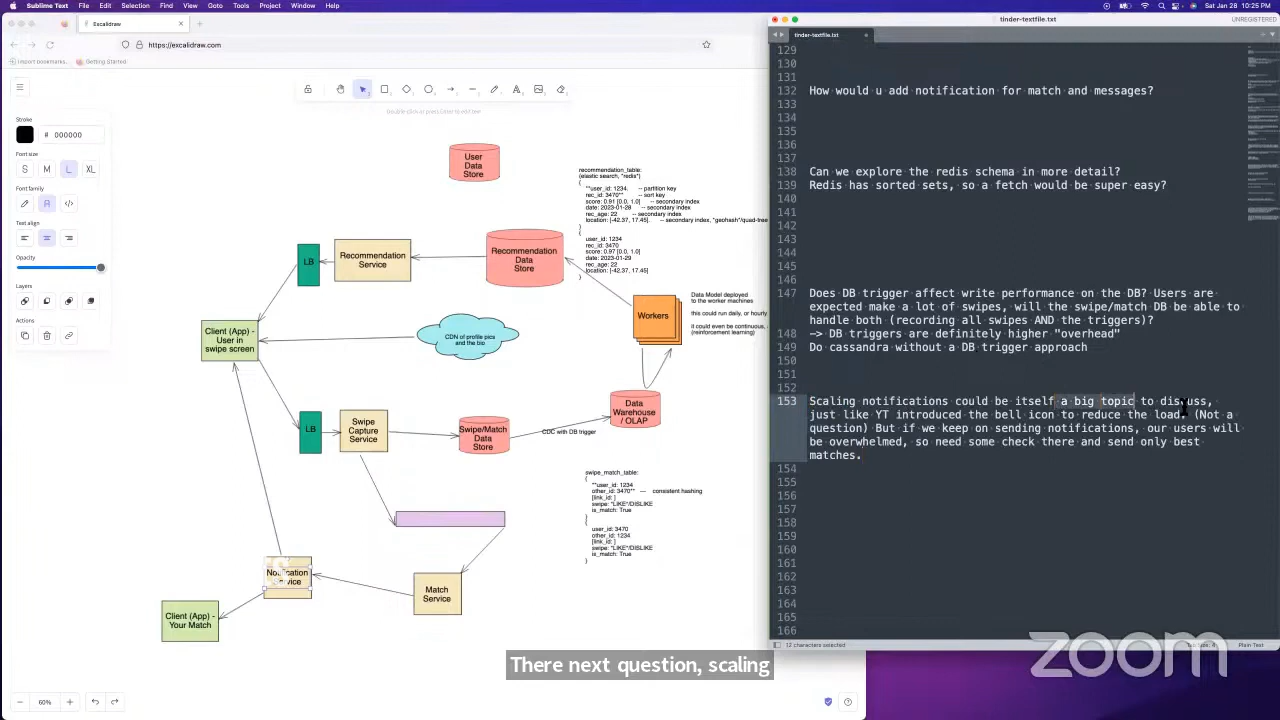 Sublime Text File Edit Selection Find View Goto Tools Project Window Help
Sat Jan 28 10:25 PM
Excalidraw
https://excalidraw.com
Import bookmarks...
Getting Started
Stroke
# 000000
Font size
S M L XL
Font family
Text align
Opacity
Layers
Actions
60%
User
Data
Store
LB
Recommendation
Service
Recommendation
Data
Store
recommendation_table:
(elastic search, "redis")
{
**user_id: 1234. -- partition key
rec_id: 3470** -- sort key
score: 0.91 [0.0, 1.0] -- secondary index
date: 2023-01-28 -- secondary index
rec_age: 22 -- secondary index
location: [-42.37, 17.45]. -- secondary index, "geohash/quad-tree
}
{
user_id: 1234
rec_id: 3470
score: 0.97 [0.0, 1.0]
date: 2023-01-29
rec_age: 22
location: [-42.37, 17.45]
}
Workers
Data Model deployed
to the worker machines
this could run daily, or hourly
it could even be continuous,
(reinforcement learning)
Client (App) -
User in
swipe screen
CDN of profile pics
and the bio
LB
Swipe
Capture
Service
Swipe/Match
Data
Store
CDC with DB trigger
Data
Warehouse
/ OLAP
swipe_match_table:
{
**user_id: 1234
other_id: 3470** — consistent hashing
[link_id: ]
swipe: "LIKE"/DISLIKE
is_match: True
}
{
user_id: 3470
other_id: 1234
[link_id: ]
swipe: "LIKE"/DISLIKE
is_match: True
}
Match
Service
Client (App) -
Your Match
tinder-textfile.txt
UNREGISTERED
tinder-textfile.txt
129
130
131
132 How would u add notification for match and messages?
133
134
135
136
137
138 Can we explore the redis schema in more detail?
139 Redis has sorted sets, so a fetch would be super easy?
140
141
142
143
144
145
146
147 Does DB trigger affect write performance on the DB? Users are
expected make a lot of swipes, will the swipe/match DB be able to
handle both (recording all swipes AND the triggers)?
148 —> DB triggers are definitely higher "overhead"
149 Do cassandra without a DB trigger approach
150
151
152
153 Scaling notifications could be itself a big topic to discuss,
just like YT introduced the bell icon to reduce the load. (Not a
question) But if we keep on sending notifications, our users will
be overwhelmed, so need some check there and send only best
matches.
154
155
156
157
158
159
160
161
162
163
164
165
166
12 characters selected
Plain Text
There next question, scaling
zoom